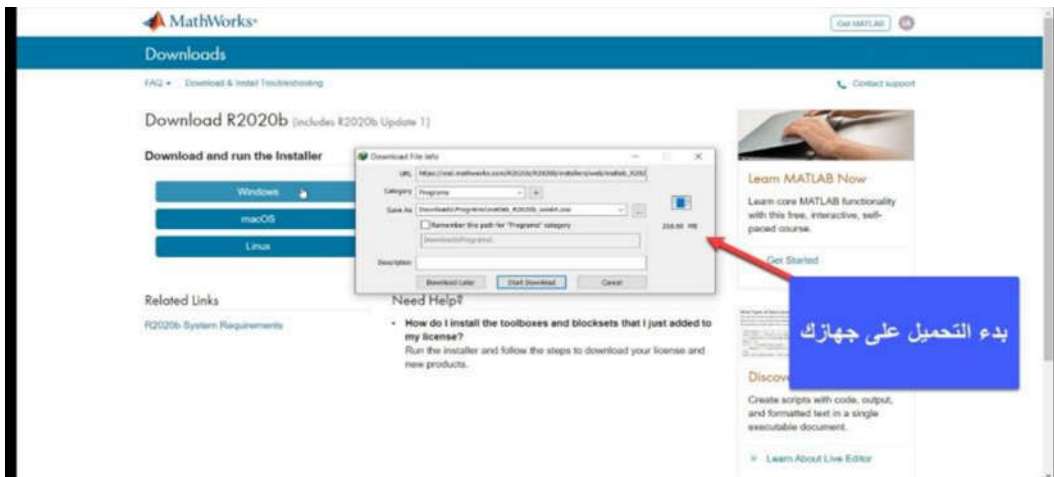 MathWorks
Get MATLAB
Downloads
FAQ
Download & Install Troubleshooting
Contact support
Download R2020b (includes R2020b Update 1)
Download and run the Installer
Windows
macOS
Linux
Download File Info
URL
Category Programs
Save As
Remember this path for "Programs" category
Description
Download Later Start Download Cancel
MB
Related Links
R2020b System Requirements
Need Help?
• How do I install the toolboxes and blocksets that I just added to
my license?
Run the installer and follow the steps to download your license and
new products.
Learn MATLAB Now
Learn core MATLAB functionality
with this free, interactive, self-
paced course.
Get Started
بدء التحميل على جهازك
Discov
Create scripts with code, output,
and formatted text in a single
executable document.
» Learn About Live Editor